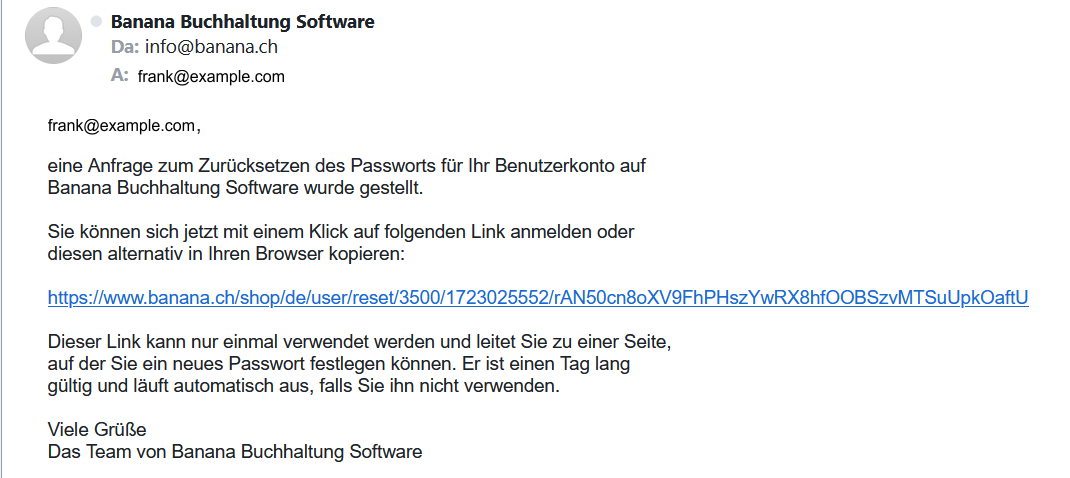 Banana Buchhaltung Software
Da: info@banana.ch
A: frank@example.com
frank@example.com,
eine Anfrage zum Zurücksetzen des Passworts für Ihr Benutzerkonto auf
Banana Buchhaltung Software wurde gestellt.
Sie können sich jetzt mit einem Klick auf folgenden Link anmelden oder
diesen alternativ in Ihren Browser kopieren:
https://www.banana.ch/shop/de/user/reset/3500/1723025552/rAN50cn8oXV9FhPHszYwRX8hfOOBSzvMTSuUpkOaftU
Dieser Link kann nur einmal verwendet werden und leitet Sie zu einer Seite,
auf der Sie ein neues Passwort festlegen können. Er ist einen Tag lang
gültig und läuft automatisch aus, falls Sie ihn nicht verwenden.
Viele Grüße
Das Team von Banana Buchhaltung Software